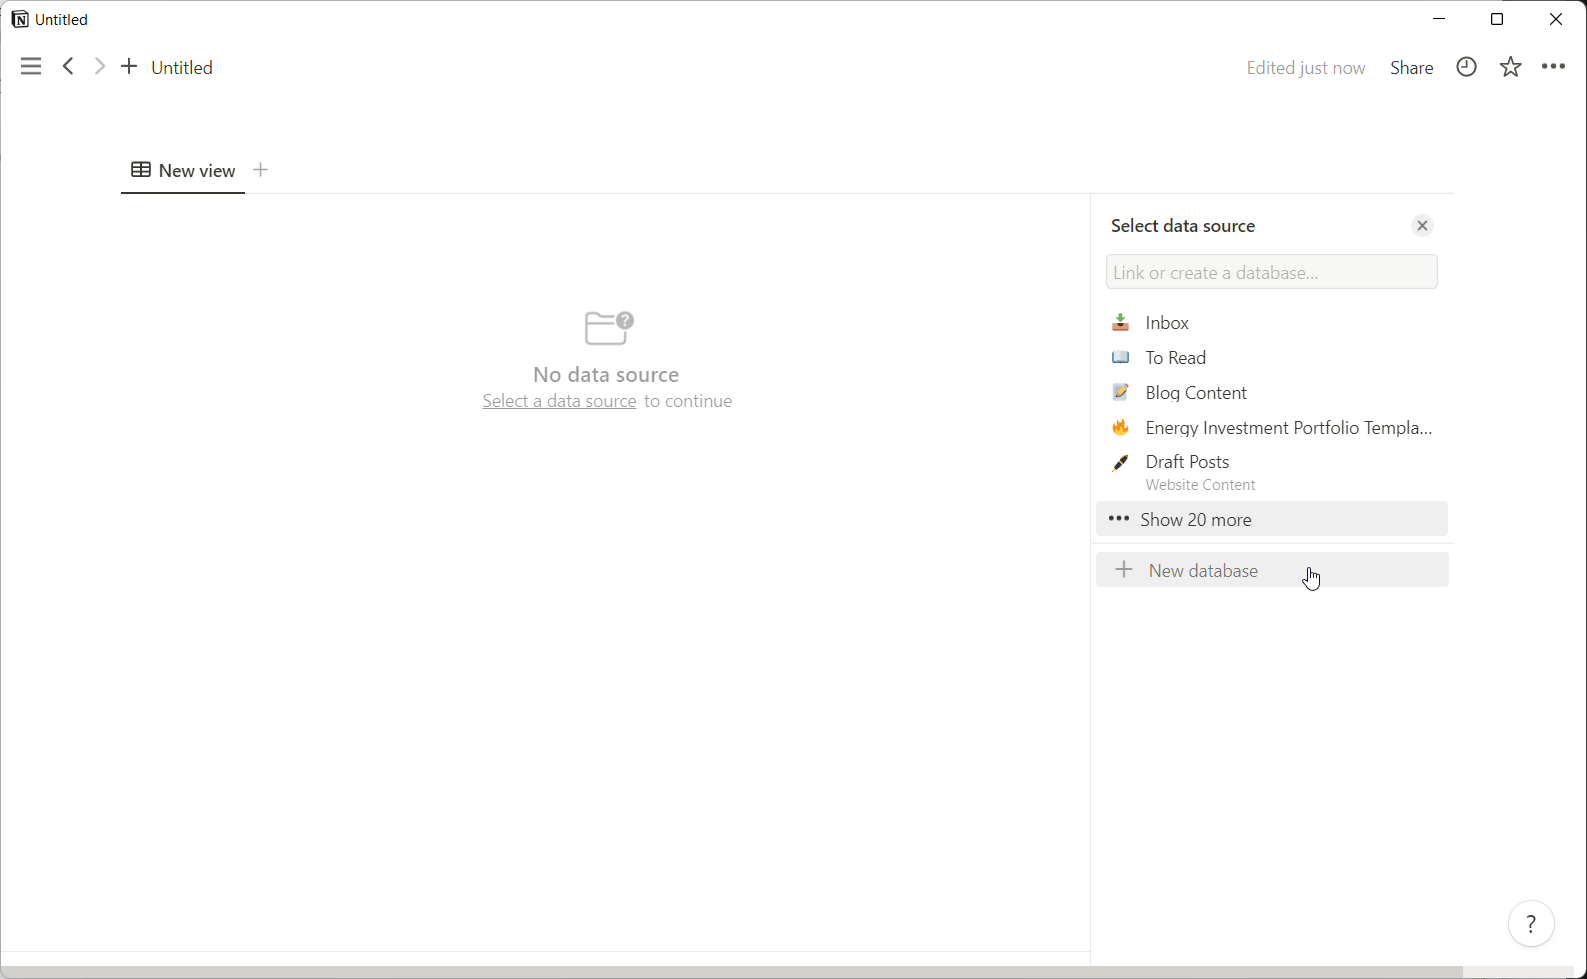 Untitled
Untitled
Edited just now
Share
New view
Select data source
Link or create a database...
Inbox
To Read
Blog Content
Energy Investment Portfolio Templa...
Draft Posts
Website Content
Show 20 more
New database
No data source
Select a data source to continue
?